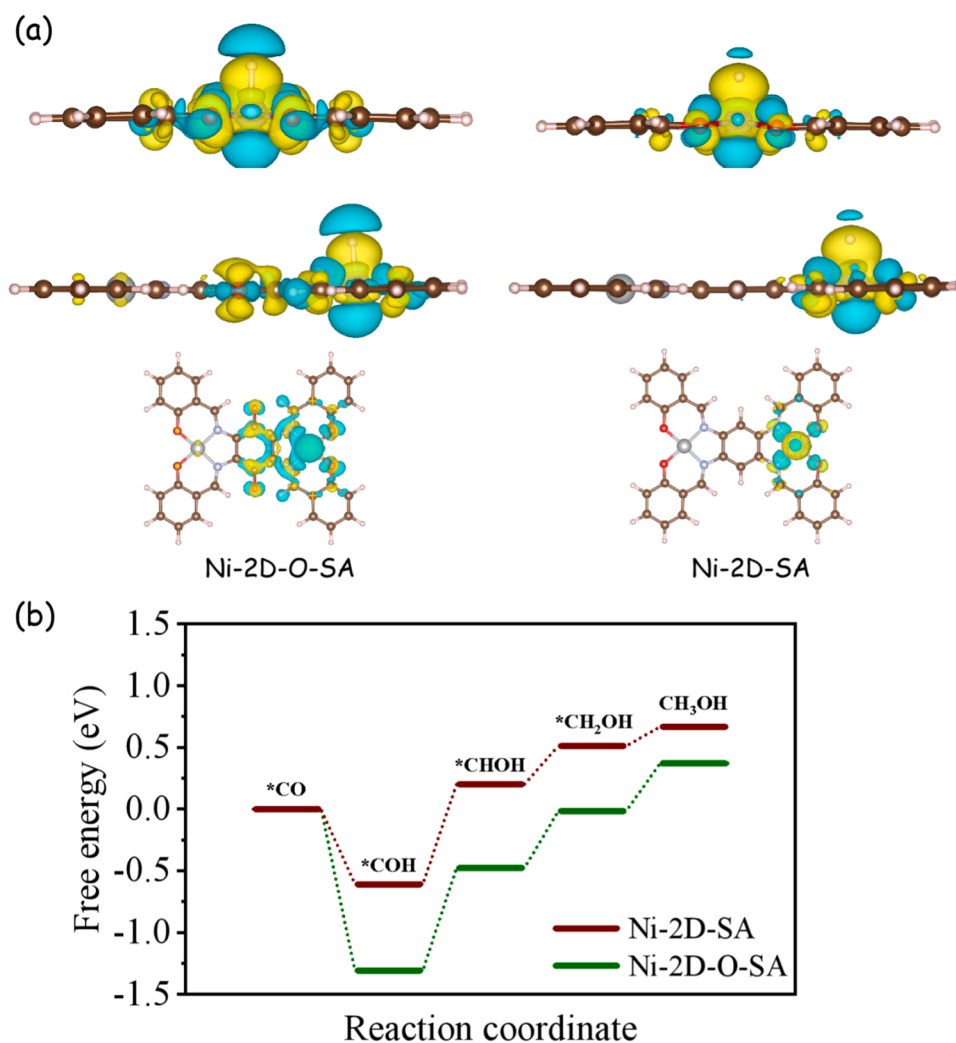 (a)
Ni-2D-O-SA
Ni-2D-SA
(b)
1.5
1.0
0.5
0.0
-0.5
-1.0
-1.5
Free energy (eV)
*CO
*COH
*CHOH
*CH₂OH
CH₃OH
Ni-2D-SA
Ni-2D-O-SA
Reaction coordinate